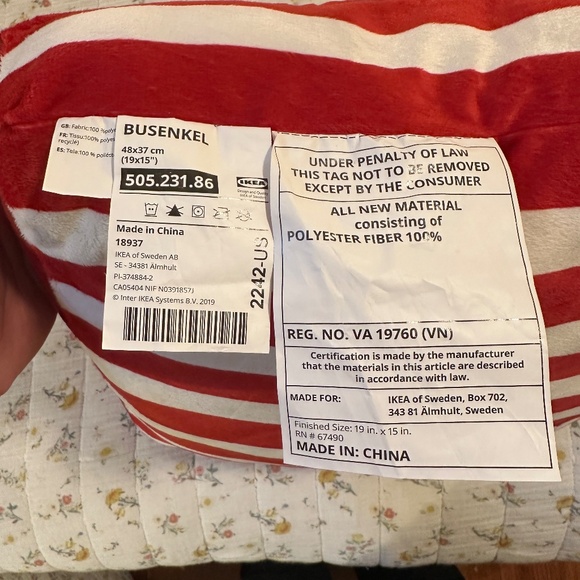 GB: Fabric:100
FR: Tissu:100%
recycle)
ES: Tela:100 %
BUSENKEL
48x37 cm
(19x15")
505.231.86
IKEA
Made in China
18937
IKEA of Sweden AB
SE - 34381 Älmhult
PI-374884-2
CA05404 NIF N0391857J
© Inter IKEA Systems B.V. 2019
2242-US
UNDER PENALTY OF LAW
THIS TAG NOT TO BE REMOVED
EXCEPT BY THE CONSUMER
ALL NEW MATERIAL
consisting of
POLYESTER FIBER 100%
REG. NO. VA 19760 (VN)
Certification is made by the manufacturer
that the materials in this article are described
in accordance with law.
MADE FOR:
IKEA of Sweden, Box 702,
343 81 Älmhult, Sweden
Finished Size: 19 in. x 15 in.
RN # 67490
MADE IN: CHINA